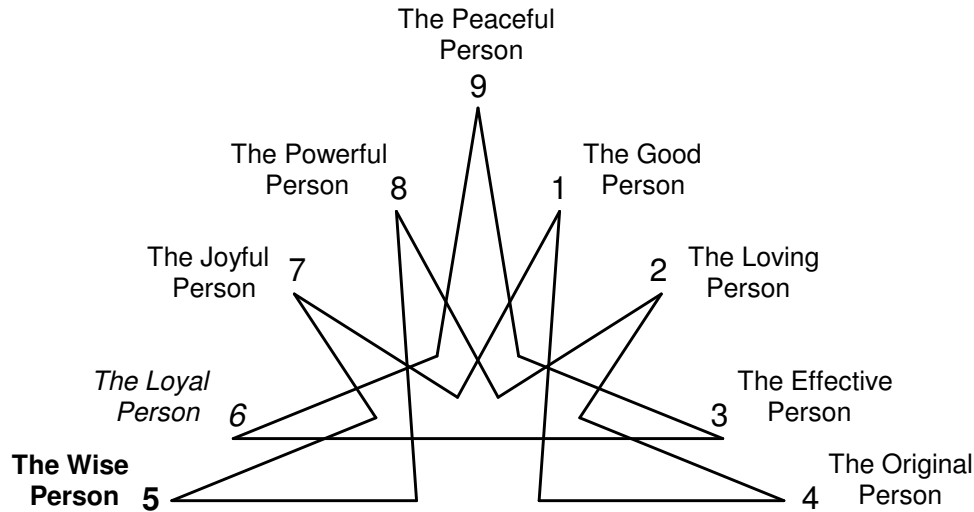 The Peaceful
Person
9
The Powerful
Person 8
The Good
1 Person
The Joyful
Person 7
The Loving
2 Person
The Loyal
Person 6
The Effective
3 Person
The Wise
Person 5
The Original
4 Person